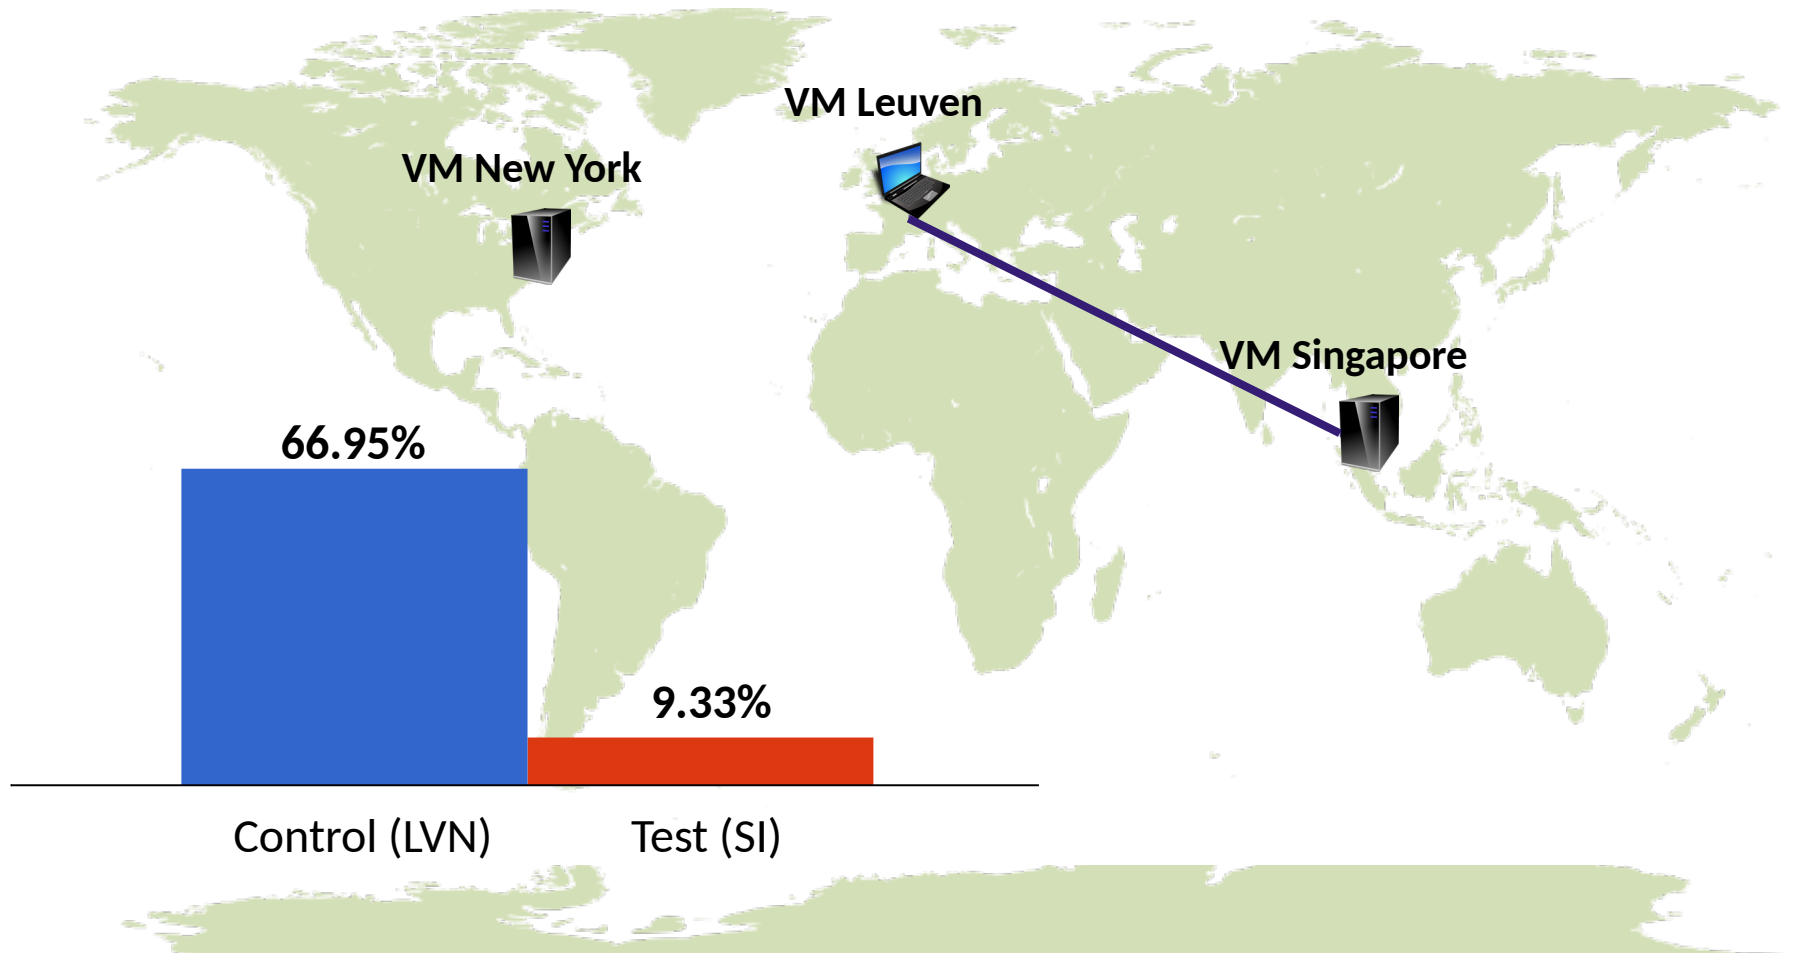 VM Leuven
VM New York
VM Singapore
66.95%
9.33%
Control (LVN)
Test (SI)